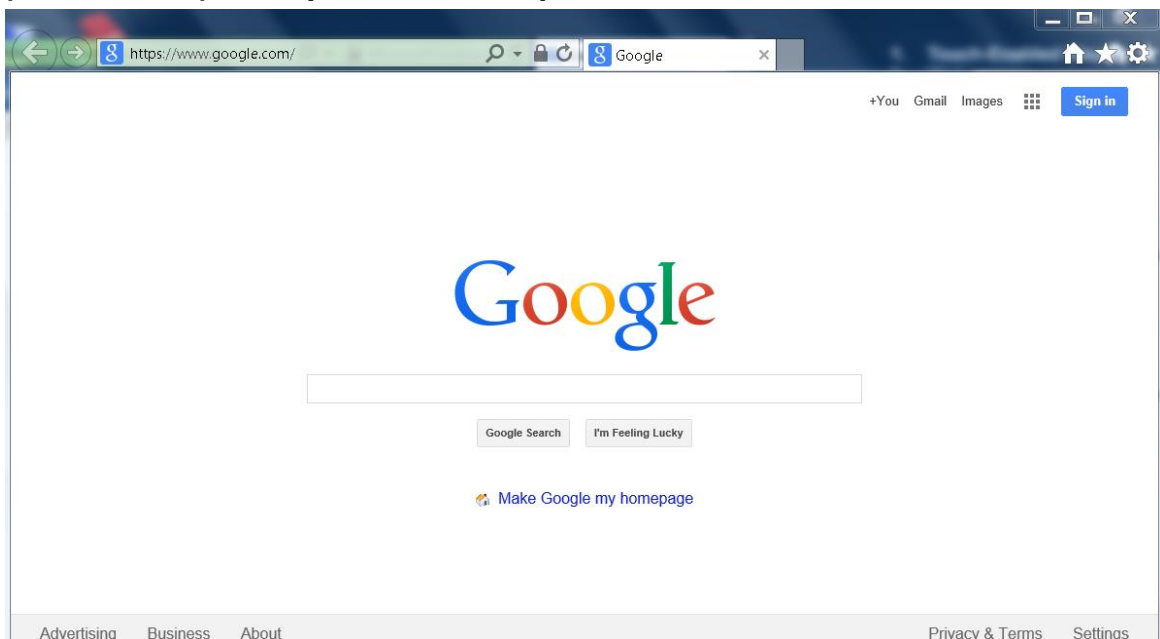 https://www.google.com/ Google
+You Gmail Images Sign in
Google
Google Search I'm Feeling Lucky
Make Google my homepage
Advertising Business About Privacy & Terms Settings